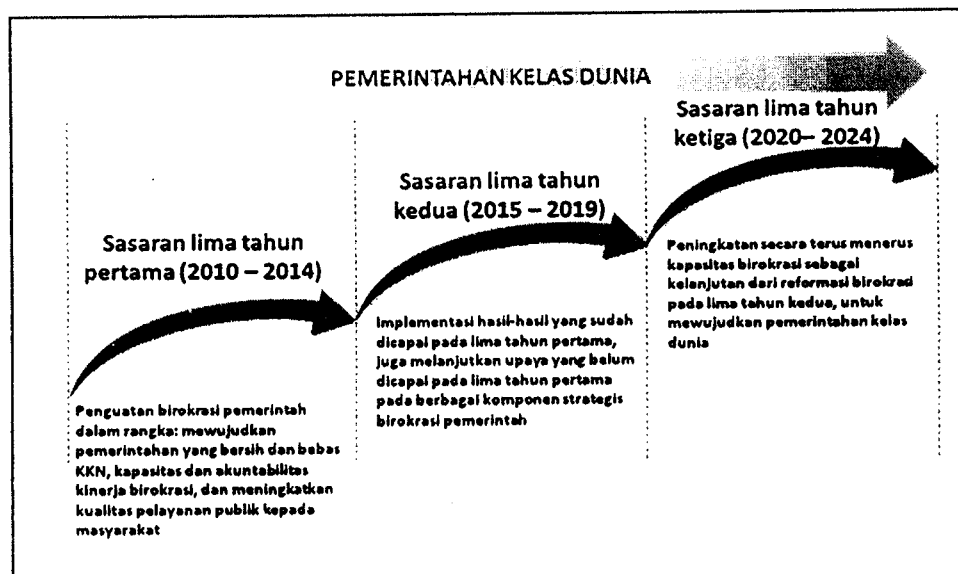 PEMERINTAHAN KELAS DUNIA
Sasaran lima tahun
pertama (2010 – 2014)
Penguatan birokrasi pemerintah
dalam rangka: mewujudkan
pemerintahan yang bersih dan bebas
KKN, kapasitas dan akuntabilitas
kinerja birokrasi, dan meningkatkan
kualitas pelayanan publik kepada
masyarakat
Sasaran lima tahun
kedua (2015 – 2019)
Implementasi hasil-hasil yang sudah
dicapai pada lima tahun pertama,
juga melanjutkan upaya yang belum
dicapai pada lima tahun pertama
pada berbagai komponen strategis
birokrasi pemerintah
Sasaran lima tahun
ketiga (2020– 2024)
Peningkatan secara terus menerus
kapasitas birokrasi sebagai
kelanjutan dari reformasi birokrasi
pada lima tahun kedua, untuk
mewujudkan pemerintahan kelas
dunia